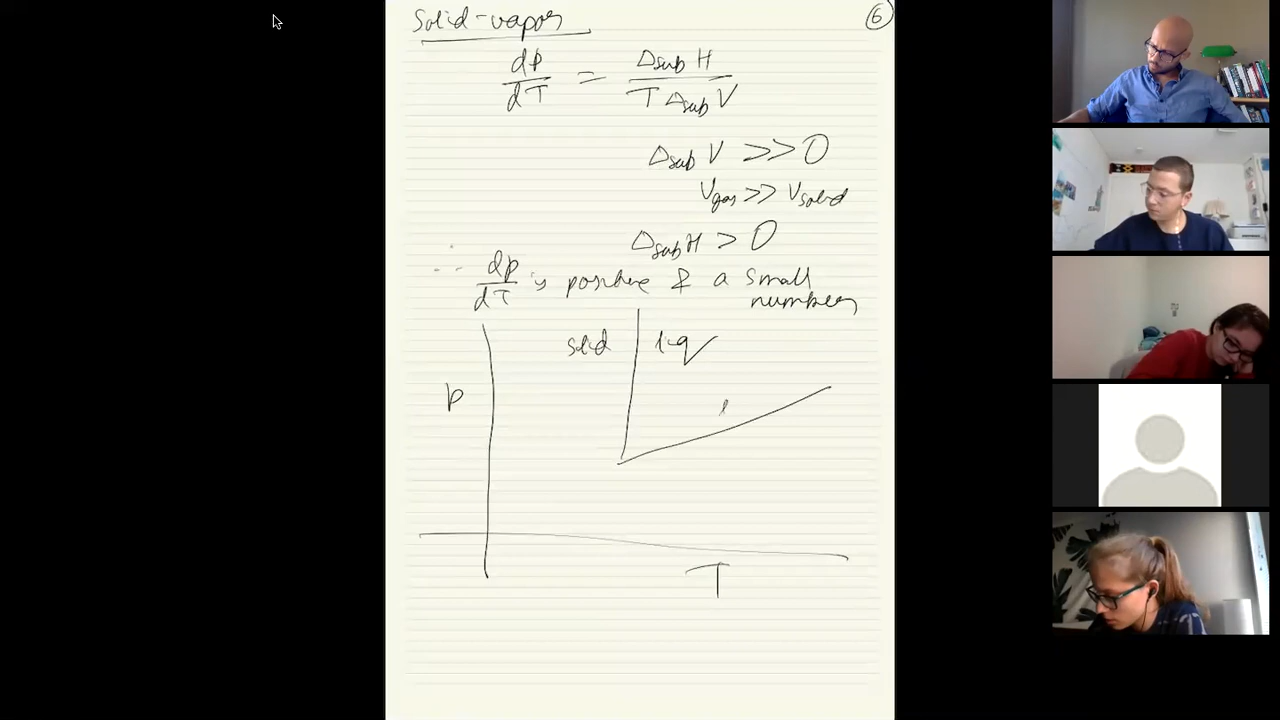 Solid-vapor
6
dp/dT = Δsub H / T Δsub V
Δsub V >> 0
Vgas >> Vsolid
Δsub H > 0
∴ dp/dT is positive & a small
number
solid liq
p
l
T